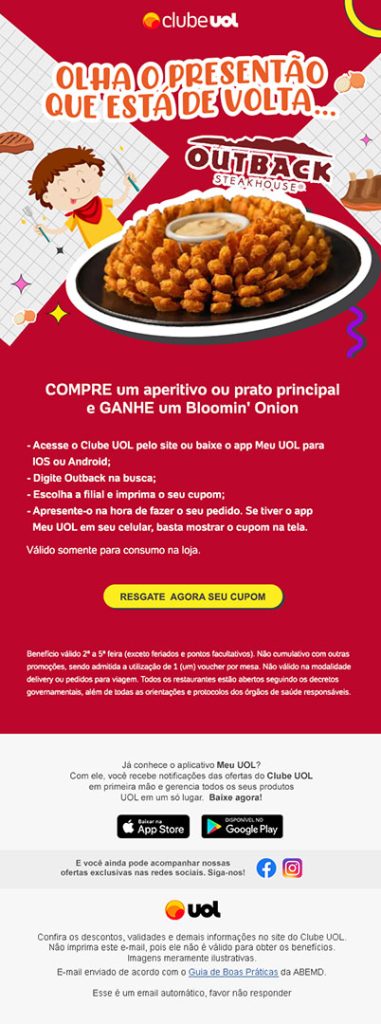 clubeuol
OLHA O PRESENTÃO
QUE ESTÁ DE VOLTA...
OUTBACK
STEAKHOUSE®
COMPRE um aperitivo ou prato principal
e GANHE um Bloomin' Onion
- Acesse o Clube UOL pelo site ou baixe o app Meu UOL para
IOS ou Android;
- Digite Outback na busca;
- Escolha a filial e imprima o seu cupom;
- Apresente-o na hora de fazer o seu pedido. Se tiver o app
Meu UOL em seu celular, basta mostrar o cupom na tela.
Válido somente para consumo na loja.
RESGATE AGORA SEU CUPOM
Benefício válido 2ª a 5ª feira (exceto feriados e pontos facultativos). Não cumulativo com outras
promoções, sendo admitida a utilização de 1 (um) voucher por mesa. Não válido na modalidade
delivery ou pedidos para viagem. Todos os restaurantes estão abertos seguindo os decretos
governamentais, além de todas as orientações e protocolos dos órgãos de saúde responsáveis.
Já conhece o aplicativo Meu UOL?
Com ele, você recebe notificações das ofertas do Clube UOL
em primeira mão e gerencia todos os seus produtos
UOL em um só lugar. Baixe agora!
Baixar na
App Store
DISPONÍVEL NO
Google Play
E você ainda pode acompanhar nossas
ofertas exclusivas nas redes sociais. Siga-nos!
uol
Confira os descontos, validades e demais informações no site do Clube UOL.
Não imprima este e-mail, pois ele não é válido para obter os benefícios.
Imagens meramente ilustrativas.
E-mail enviado de acordo com o Guia de Boas Práticas da ABEMD.
Esse é um email automático, favor não responder